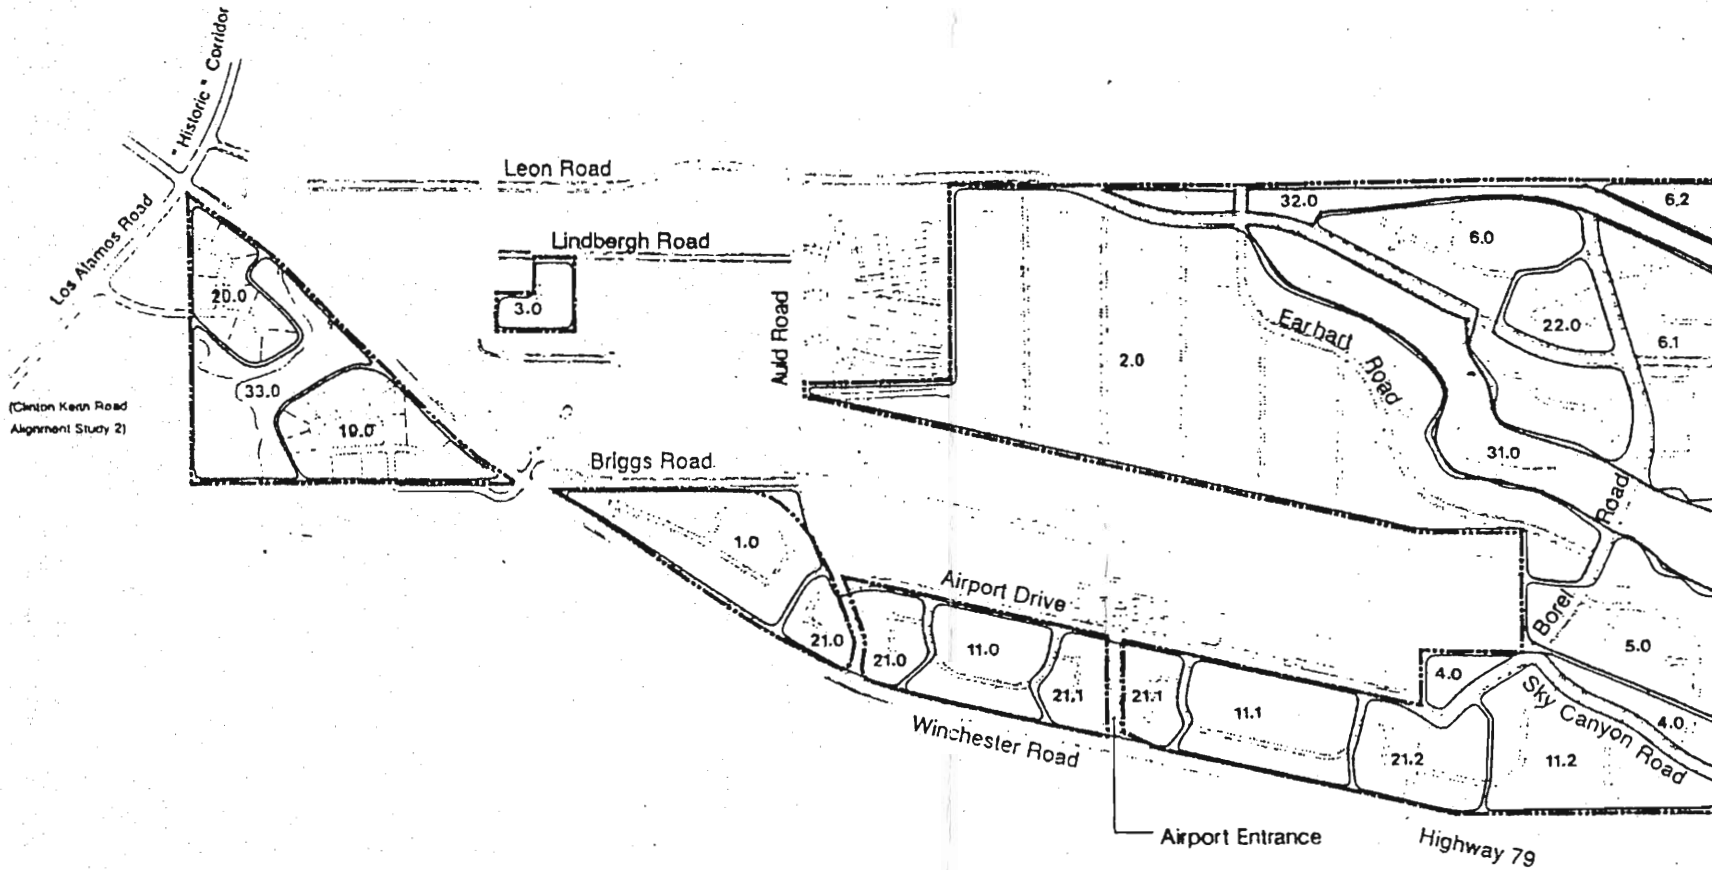 "Historic" Corridor
Los Alamos Road
Leon Road
Lindbergh Road
Auld Road
32.0
6.2
6.0
20.0
3.0
22.0
6.1
Earhart Road
2.0
33.0
(Clinton Keith Road
Alignment Study 2)
19.0
Briggs Road
31.0
Borel Road
1.0
Airport Drive
21.0
21.0
11.0
21.1
21.1
11.1
4.0
5.0
Sky Canyon Road
4.0
Winchester Road
21.2
11.2
Airport Entrance
Highway 79